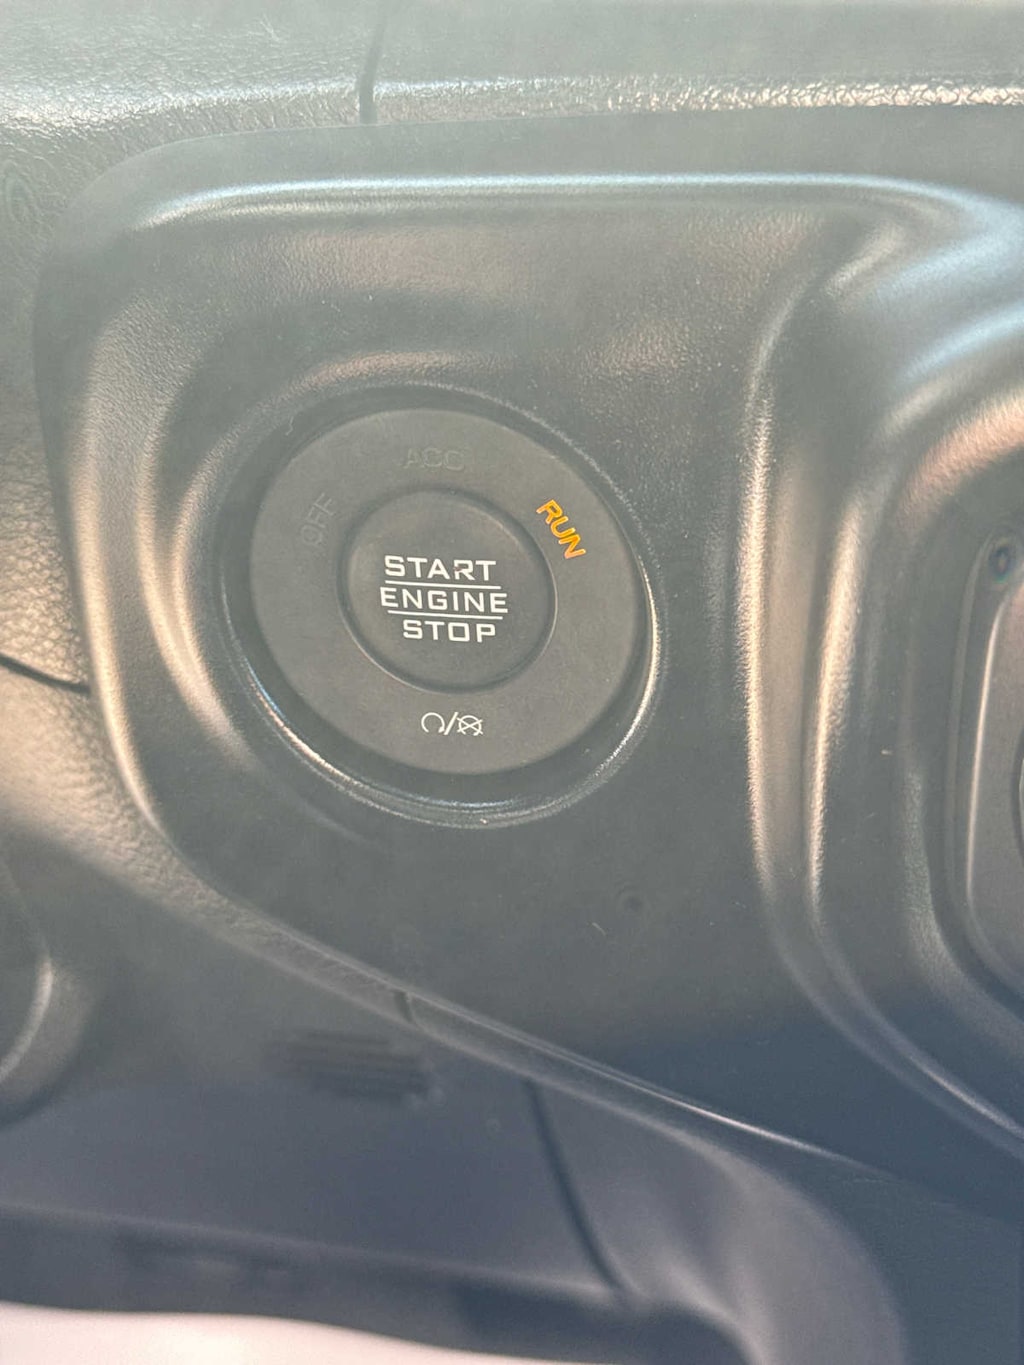 ACC
OFF
RUN
START
ENGINE
STOP